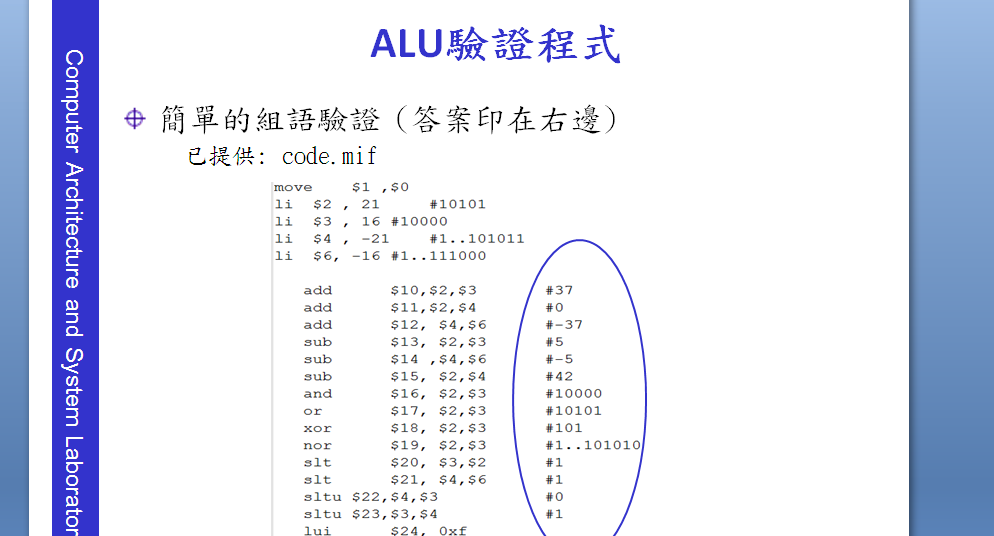 Computer Architecture and System Laborator
ALU驗證程式
簡單的組語驗證（答案印在右邊）
已提供: code.mif
move    $1 ,$0
li  $2 , 21     #10101
li  $3 , 16 #10000
li  $4 , -21    #1..101011
li  $6, -16 #1..111000
add     $10,$2,$3       #37
add     $11,$2,$4       #0
add     $12, $4,$6      #-37
sub     $13, $2,$3      #5
sub     $14 ,$4,$6      #-5
sub     $15, $2,$4      #42
and     $16, $2,$3      #10000
or      $17, $2,$3      #10101
xor     $18, $2,$3      #101
nor     $19, $2,$3      #1..101010
slt     $20, $3,$2      #1
slt     $21, $4,$6      #1
sltu $22,$4,$3          #0
sltu $23,$3,$4          #1
lui     $24, 0xf